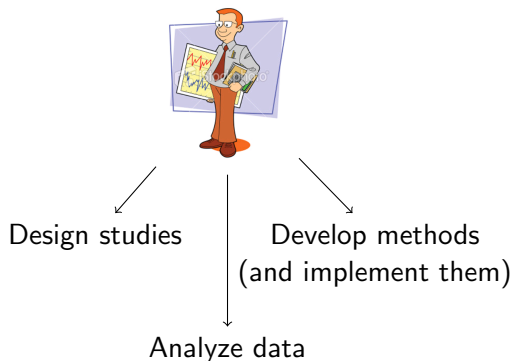 Design studies
Develop methods
(and implement them)
Analyze data